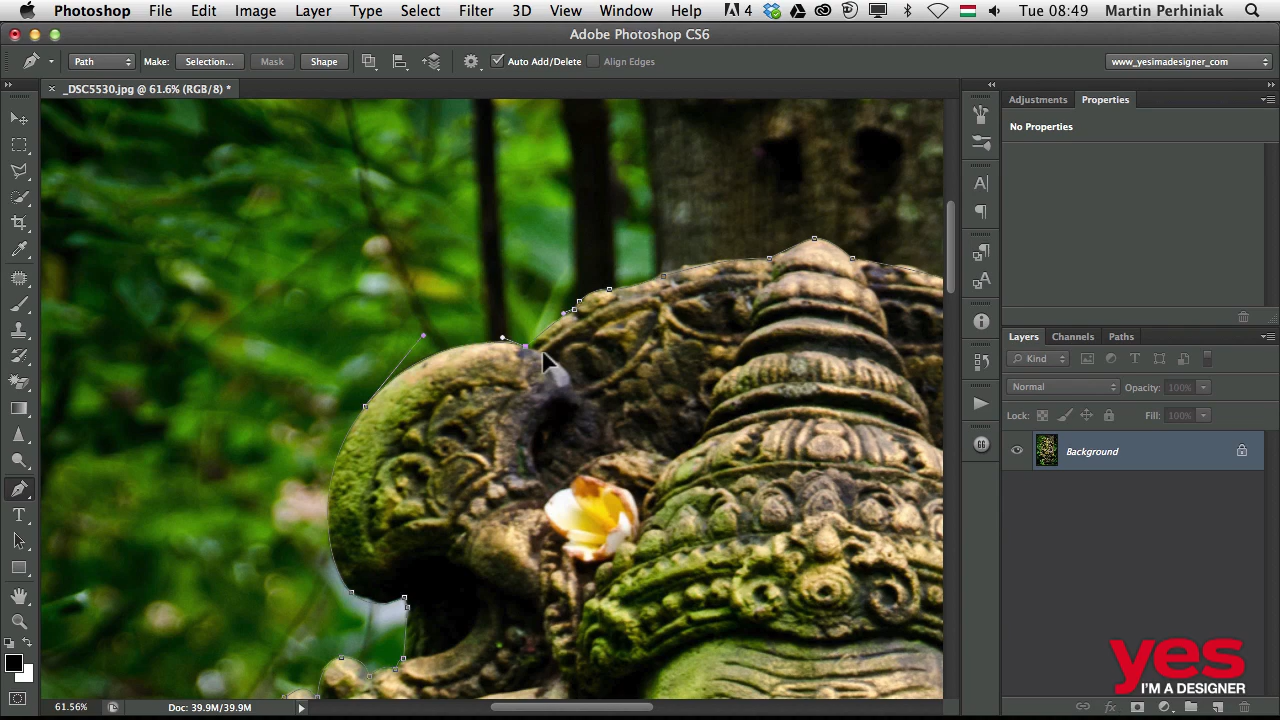 Photoshop File Edit Image Layer Type Select Filter 3D View Window Help 4 Tue 08:49 Martin Perhiniak
Adobe Photoshop CS6
Path Make: Selection... Mask Shape Auto Add/Delete Align Edges www_yesimadesigner_com
_DSC5530.jpg @ 61.6% (RGB/8) *
Adjustments Properties
No Properties
Layers Channels Paths
Kind
Normal Opacity: 100%
Lock: Fill: 100%
Background
yes
I'M A DESIGNER
61.56% Doc: 39.9M/39.9M